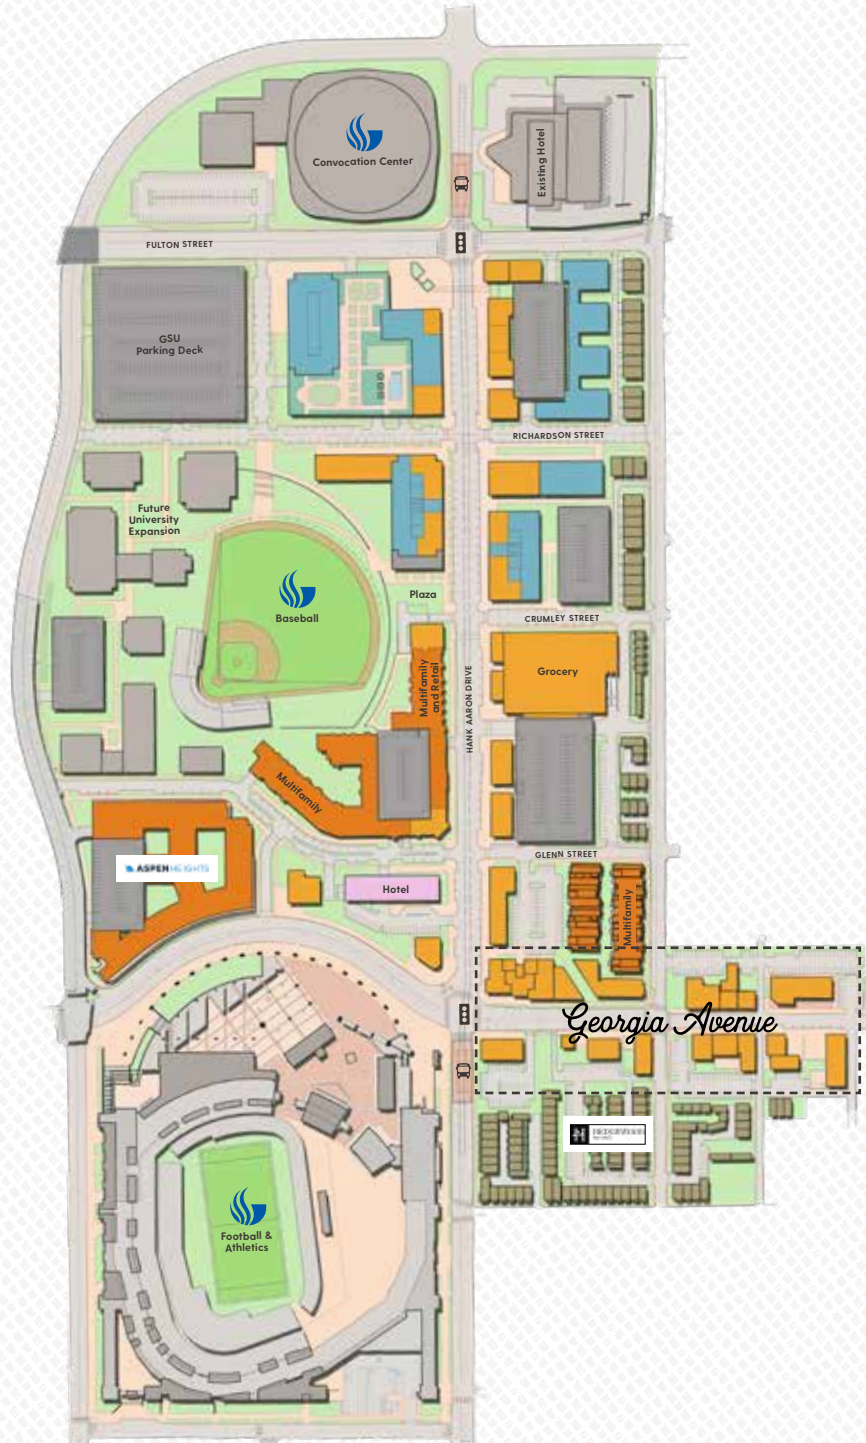 Convocation Center
Existing Hotel
FULTON STREET
GSU
Parking Deck
RICHARDSON STREET
Future
University
Expansion
Baseball
Plaza
CRUMLEY STREET
Multifamily
and Retail
HANK AARON DRIVE
Grocery
Multifamily
GLENN STREET
ASPEN HEIGHTS
Hotel
Multifamily
Georgia Avenue
Football &
Athletics